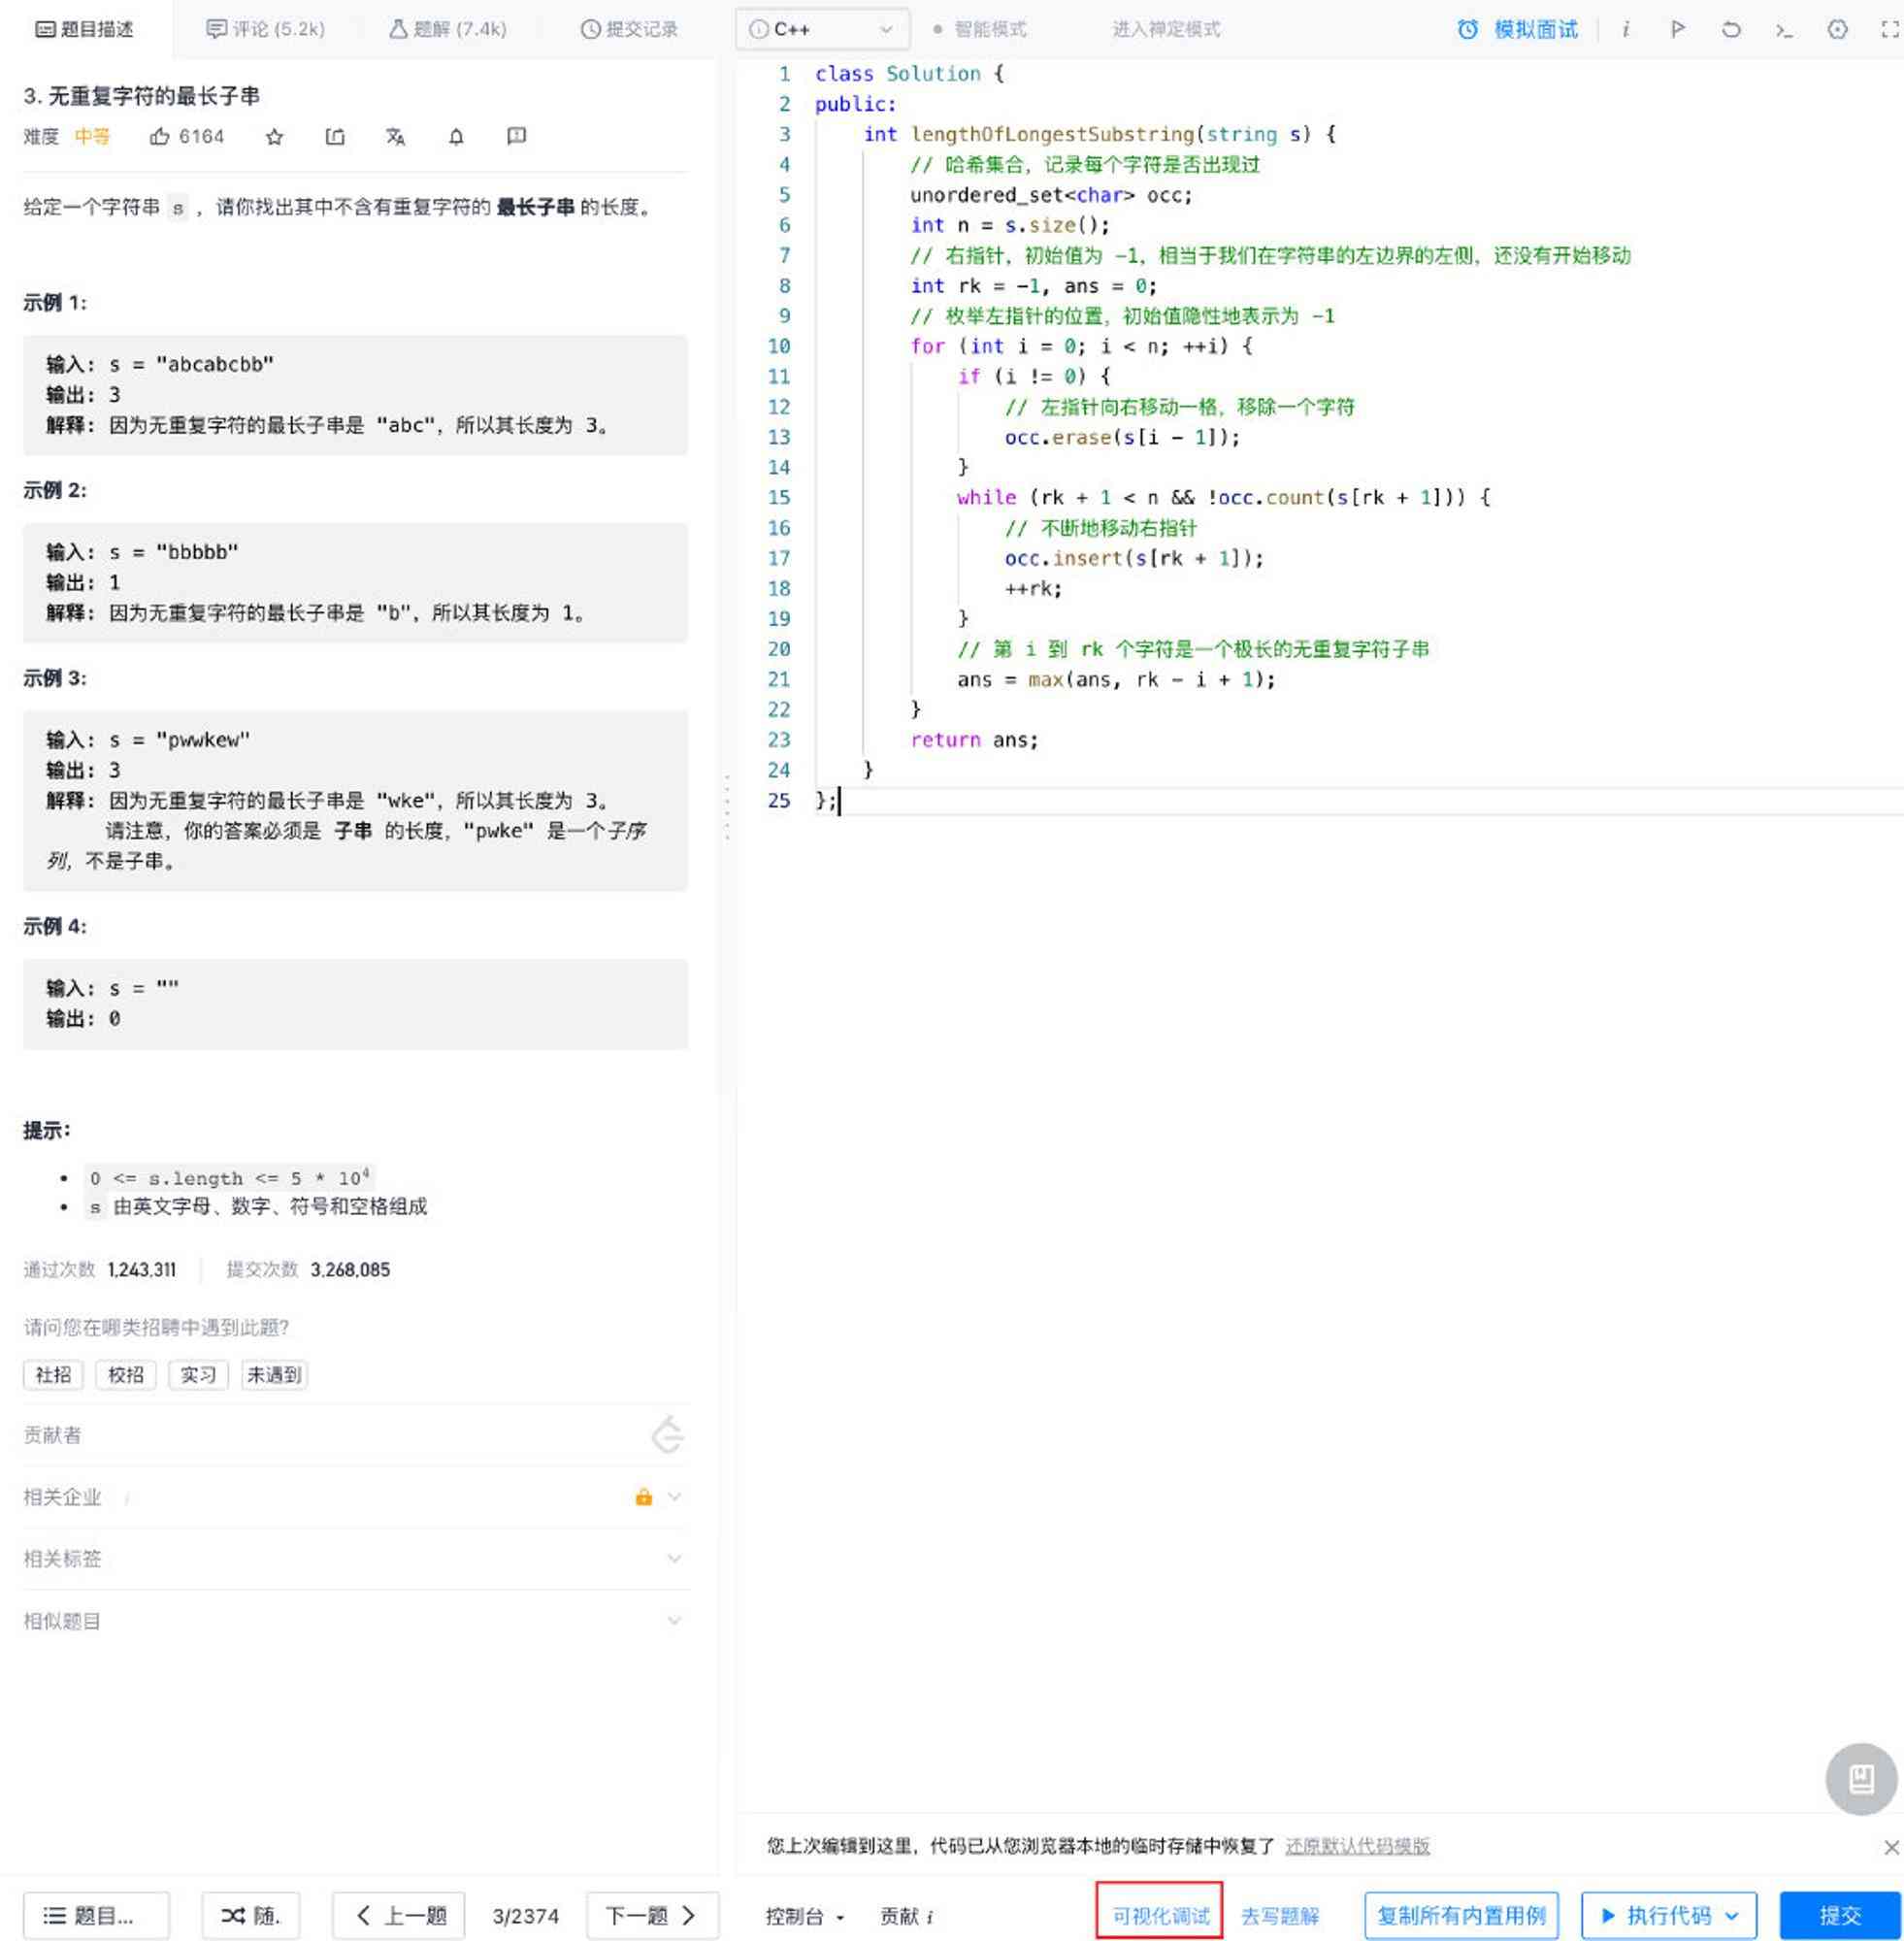 题目描述
评论 (5.2k)
题解 (7.4k)
提交记录
3. 无重复字符的最长子串
难度 中等 6164
给定一个字符串 s ，请你找出其中不含有重复字符的 最长子串 的长度。
示例 1:
输入: s = "abcabcbb"
输出: 3
解释: 因为无重复字符的最长子串是 "abc"，所以其长度为 3。
示例 2:
输入: s = "bbbbb"
输出: 1
解释: 因为无重复字符的最长子串是 "b"，所以其长度为 1。
示例 3:
输入: s = "pwwkew"
输出: 3
解释: 因为无重复字符的最长子串是 "wke"，所以其长度为 3。
请注意，你的答案必须是 子串 的长度，"pwke" 是一个子序
列，不是子串。
示例 4:
输入: s = ""
输出: 0
提示:
• 0 <= s.length <= 5 * 10⁴
• s 由英文字母、数字、符号和空格组成
通过次数 1,243,311 提交次数 3,268,085
请问您在哪类招聘中遇到此题?
社招 校招 实习 未遇到
贡献者
相关企业 i
相关标签
相似题目
题目...
随.
上一题
3/2374
下一题
C++
智能模式
进入禅定模式
模拟面试
i
1 class Solution {
2 public:
3 int lengthOfLongestSubstring(string s) {
4 // 哈希集合，记录每个字符是否出现过
5 unordered_set<char> occ;
6 int n = s.size();
7 // 右指针，初始值为 -1，相当于我们在字符串的左边界的左侧，还没有开始移动
8 int rk = -1, ans = 0;
9 // 枚举左指针的位置，初始值隐性地表示为 -1
10 for (int i = 0; i < n; ++i) {
11 if (i != 0) {
12 // 左指针向右移动一格，移除一个字符
13 occ.erase(s[i - 1]);
14 }
15 while (rk + 1 < n && !occ.count(s[rk + 1])) {
16 // 不断地移动右指针
17 occ.insert(s[rk + 1]);
18 ++rk;
19 }
20 // 第 i 到 rk 个字符是一个极长的无重复字符子串
21 ans = max(ans, rk - i + 1);
22 }
23 return ans;
24 }
25 };
您上次编辑到这里，代码已从您浏览器本地的临时存储中恢复了 还原默认代码模版
控制台
贡献 i
可视化调试
去写题解
复制所有内置用例
执行代码
提交